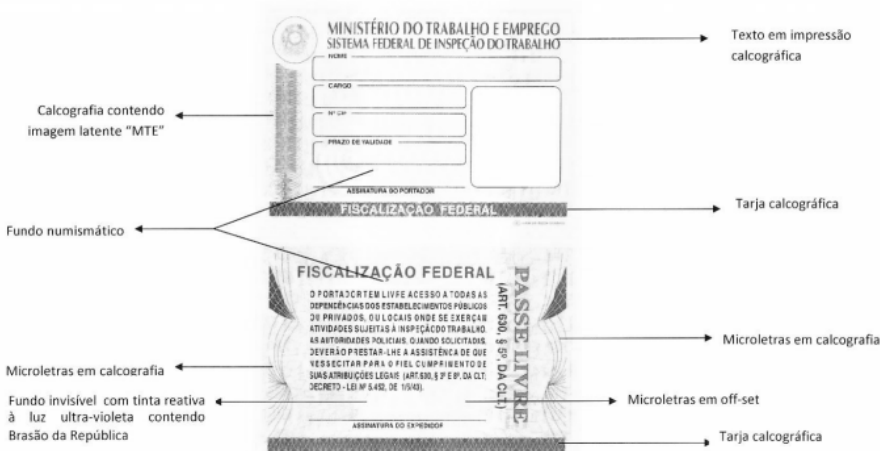 MINISTÉRIO DO TRABALHO E EMPREGO
SISTEMA FEDERAL DE INSPEÇÃO DO TRABALHO
NOME
CARGO
Nº CIF
PRAZO DE VALIDADE
ASSINATURA DO PORTADOR
FISCALIZAÇÃO FEDERAL
Texto em impressão
calcográfica
Calcografia contendo
imagem latente “MTE”
Tarja calcográfica
Fundo numismático
FISCALIZAÇÃO FEDERAL
O PORTADOR TEM LIVRE ACESSO A TODAS AS
DEPENDÊNCIAS DOS ESTABELECIMENTOS PÚBLICOS
OU PRIVADOS, OU LOCAIS ONDE SE EXERÇAM
ATIVIDADES SUJEITAS À INSPEÇÃO DO TRABALHO.
AS AUTORIDADES POLICIAIS, QUANDO SOLICITADAS,
DEVERÃO PRESTAR-LHE A ASSISTÊNCIA DE QUE
NESSECITAR PARA O FIEL CUMPRIMENTO DE
SUAS ATRIBUIÇÕES LEGAIS (ART.630, § 3º E 8º, DA CLT;
DECRETO - LEI Nº 5.452, DE 1/5/43).
ASSINATURA DO EXPEDIDOR
PASSE LIVRE
(ART. 630, § 5º, DA CLT.)
Microletras em calcografia
Microletras em calcografia
Fundo invisível com tinta reativa
à luz ultra-violeta contendo
Brasão da República
Microletras em off-set
Tarja calcográfica